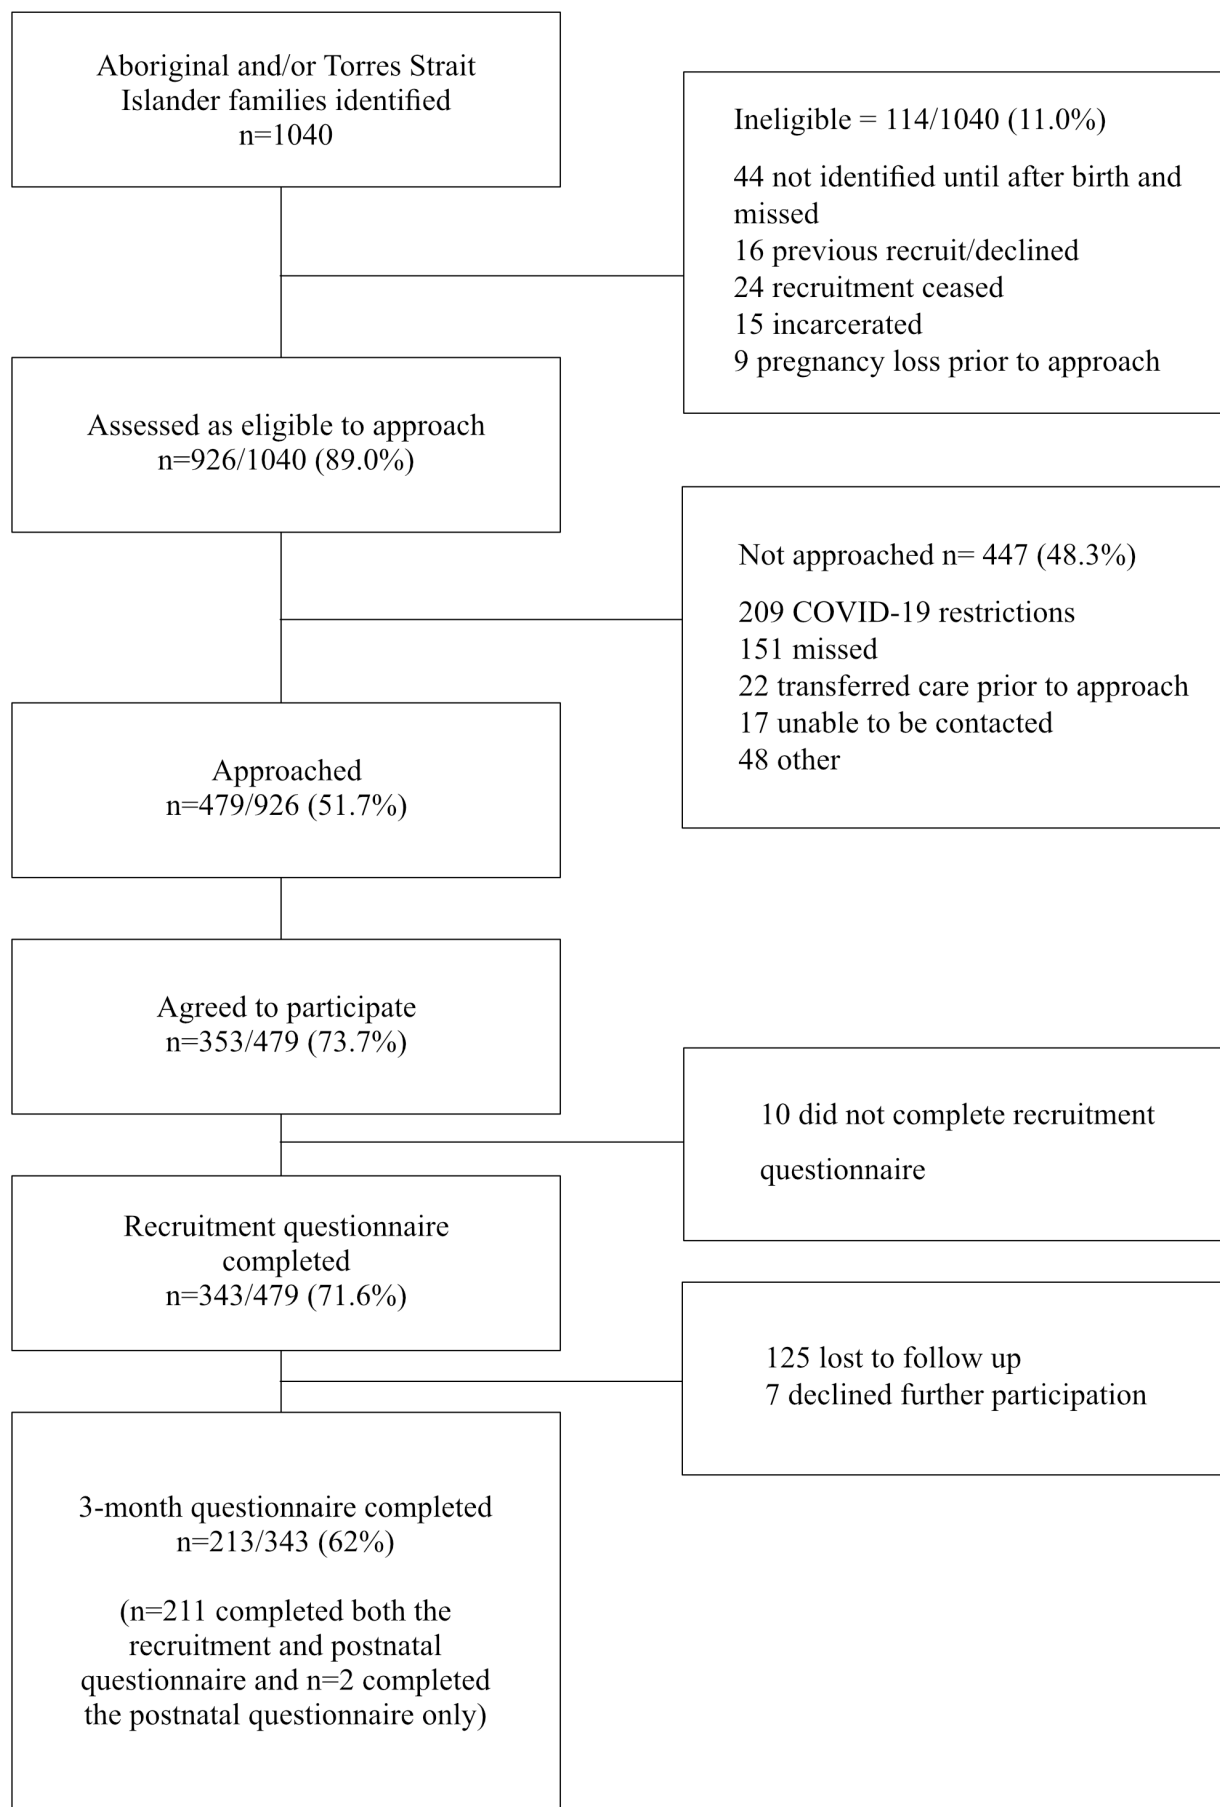 Aboriginal and/or Torres Strait
Islander families identified
n=1040
Ineligible = 114/1040 (11.0%)
44 not identified until after birth and
missed
16 previous recruit/declined
24 recruitment ceased
15 incarcerated
9 pregnancy loss prior to approach
Assessed as eligible to approach
n=926/1040 (89.0%)
Not approached n= 447 (48.3%)
209 COVID-19 restrictions
151 missed
22 transferred care prior to approach
17 unable to be contacted
48 other
Approached
n=479/926 (51.7%)
Agreed to participate
n=353/479 (73.7%)
10 did not complete recruitment
questionnaire
Recruitment questionnaire
completed
n=343/479 (71.6%)
125 lost to follow up
7 declined further participation
3-month questionnaire completed
n=213/343 (62%)
(n=211 completed both the
recruitment and postnatal
questionnaire and n=2 completed
the postnatal questionnaire only)